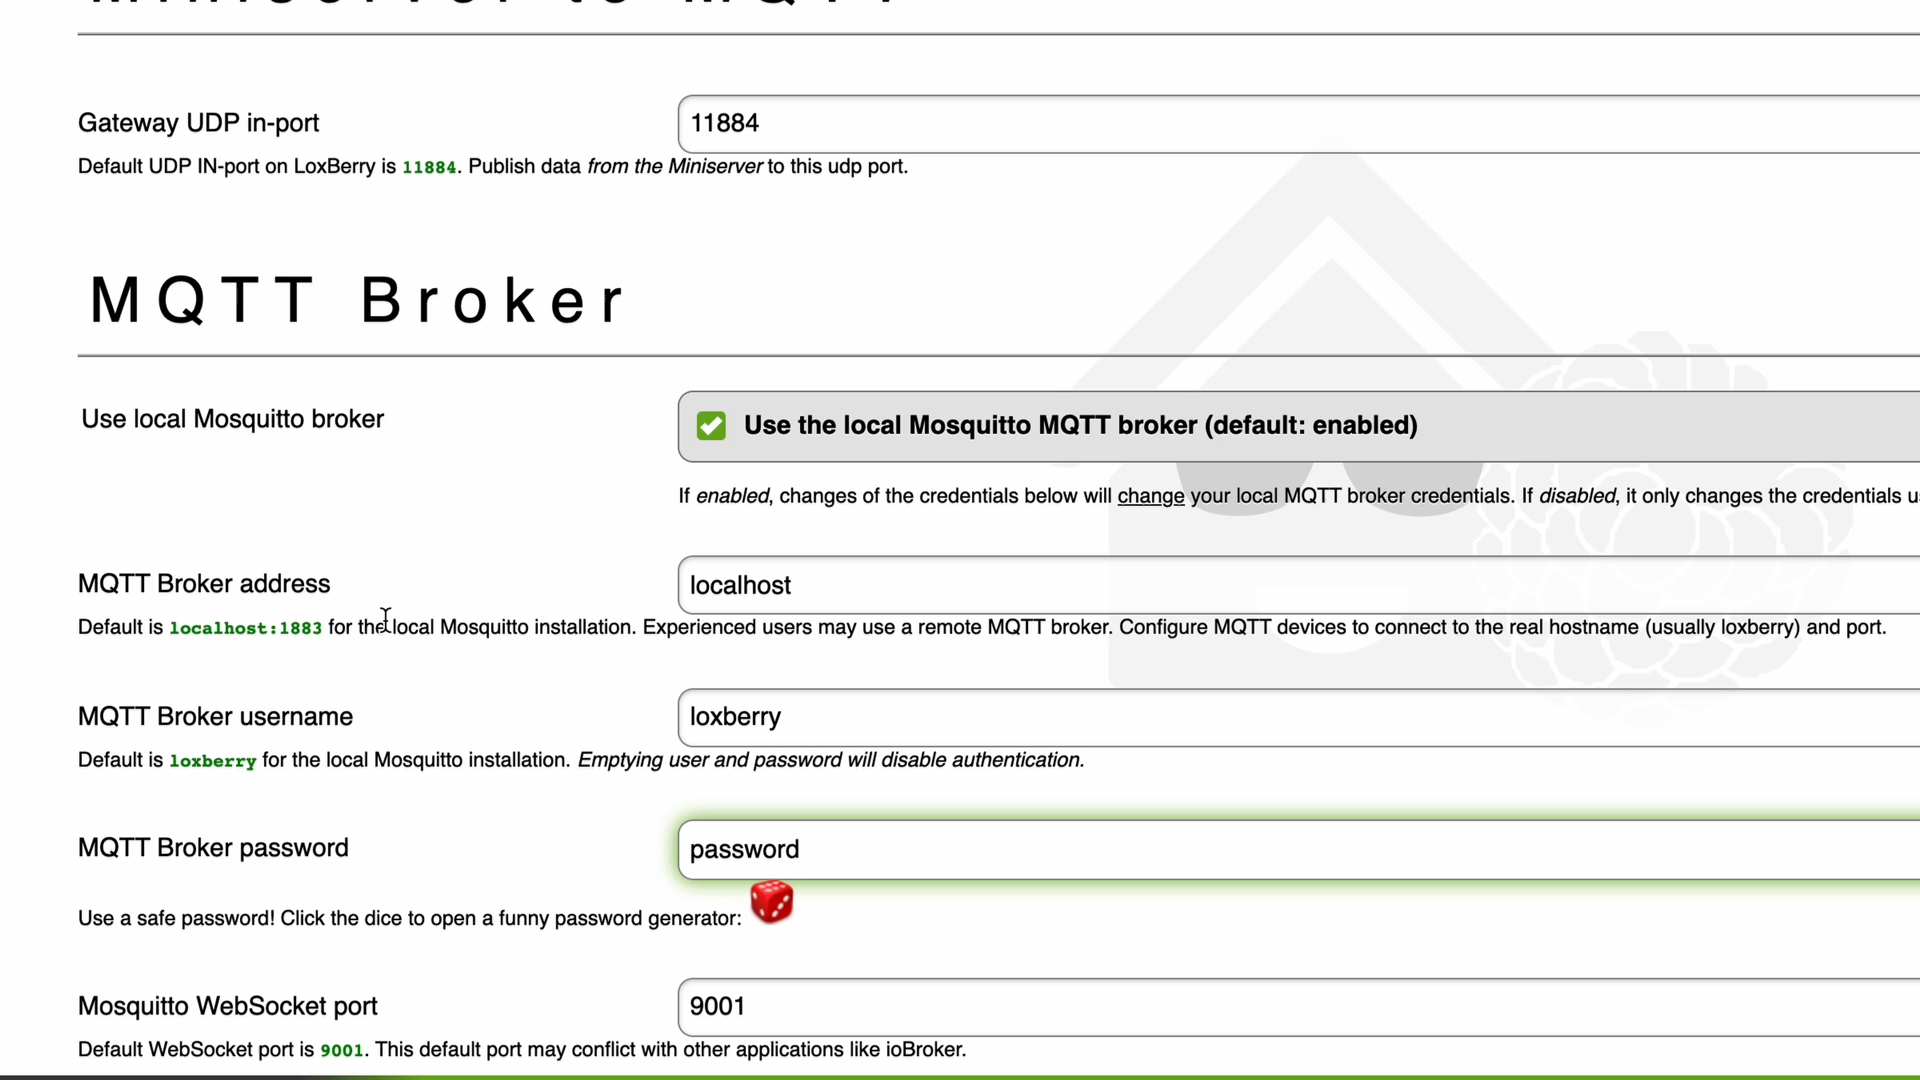 Miniserver to MQTT
Gateway UDP in-port
11884
Default UDP IN-port on LoxBerry is 11884. Publish data from the Miniserver to this udp port.
MQTT Broker
Use local Mosquitto broker
Use the local Mosquitto MQTT broker (default: enabled)
If enabled, changes of the credentials below will change your local MQTT broker credentials. If disabled, it only changes the credentials u
MQTT Broker address
localhost
Default is localhost:1883 for the local Mosquitto installation. Experienced users may use a remote MQTT broker. Configure MQTT devices to connect to the real hostname (usually loxberry) and port.
MQTT Broker username
loxberry
Default is loxberry for the local Mosquitto installation. Emptying user and password will disable authentication.
MQTT Broker password
password
Use a safe password! Click the dice to open a funny password generator:
Mosquitto WebSocket port
9001
Default WebSocket port is 9001. This default port may conflict with other applications like ioBroker.